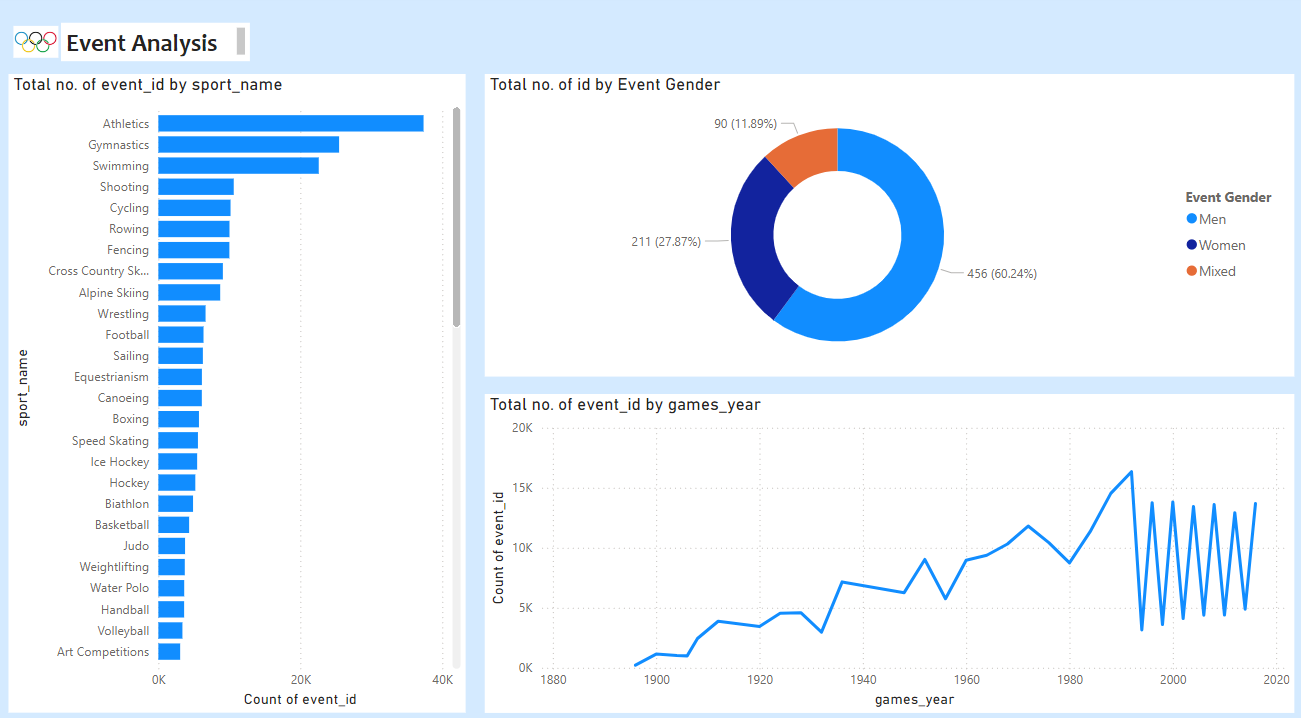 Event Analysis
Total no. of event_id by sport_name
sport_name
Athletics
Gymnastics
Swimming
Shooting
Cycling
Rowing
Fencing
Cross Country Sk...
Alpine Skiing
Wrestling
Football
Sailing
Equestrianism
Canoeing
Boxing
Speed Skating
Ice Hockey
Hockey
Biathlon
Basketball
Judo
Weightlifting
Water Polo
Handball
Volleyball
Art Competitions
0K 20K 40K
Count of event_id
Total no. of id by Event Gender
90 (11.89%)
211 (27.87%)
456 (60.24%)
Event Gender
Men
Women
Mixed
Total no. of event_id by games_year
Count of event_id
20K
15K
10K
5K
0K
1880 1900 1920 1940 1960 1980 2000 2020
games_year